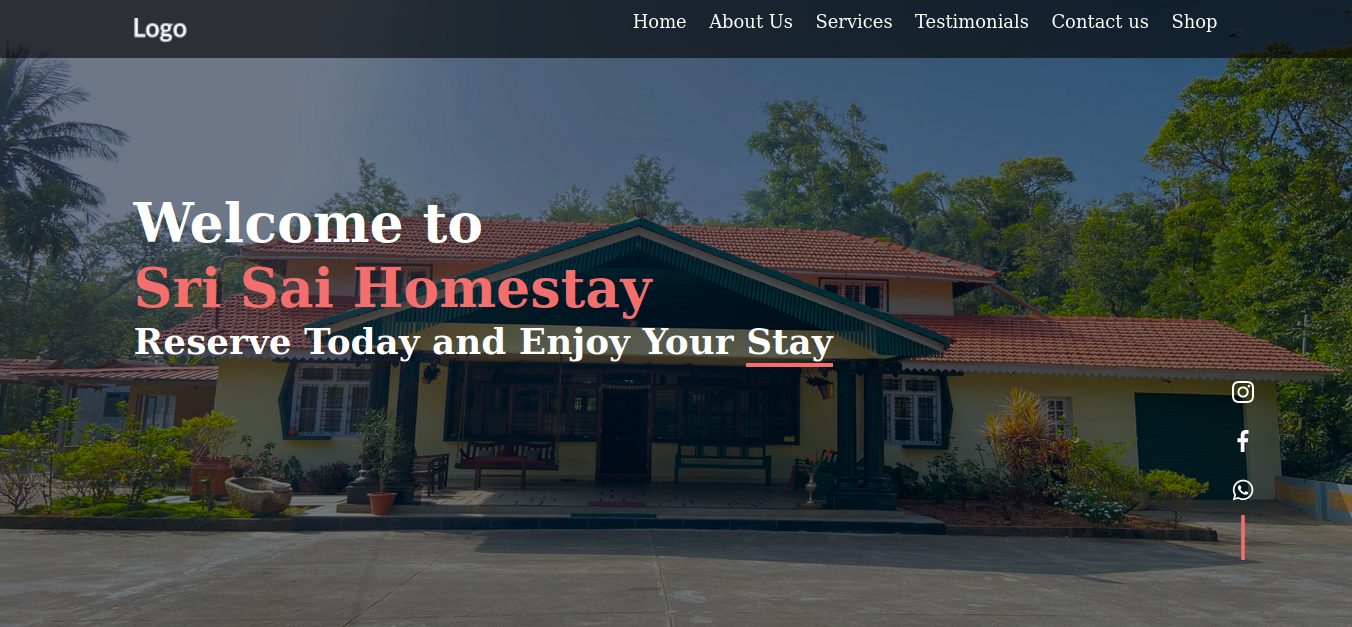 Logo
Home About Us Services Testimonials Contact us Shop
Welcome to
Sri Sai Homestay
Reserve Today and Enjoy Your Stay